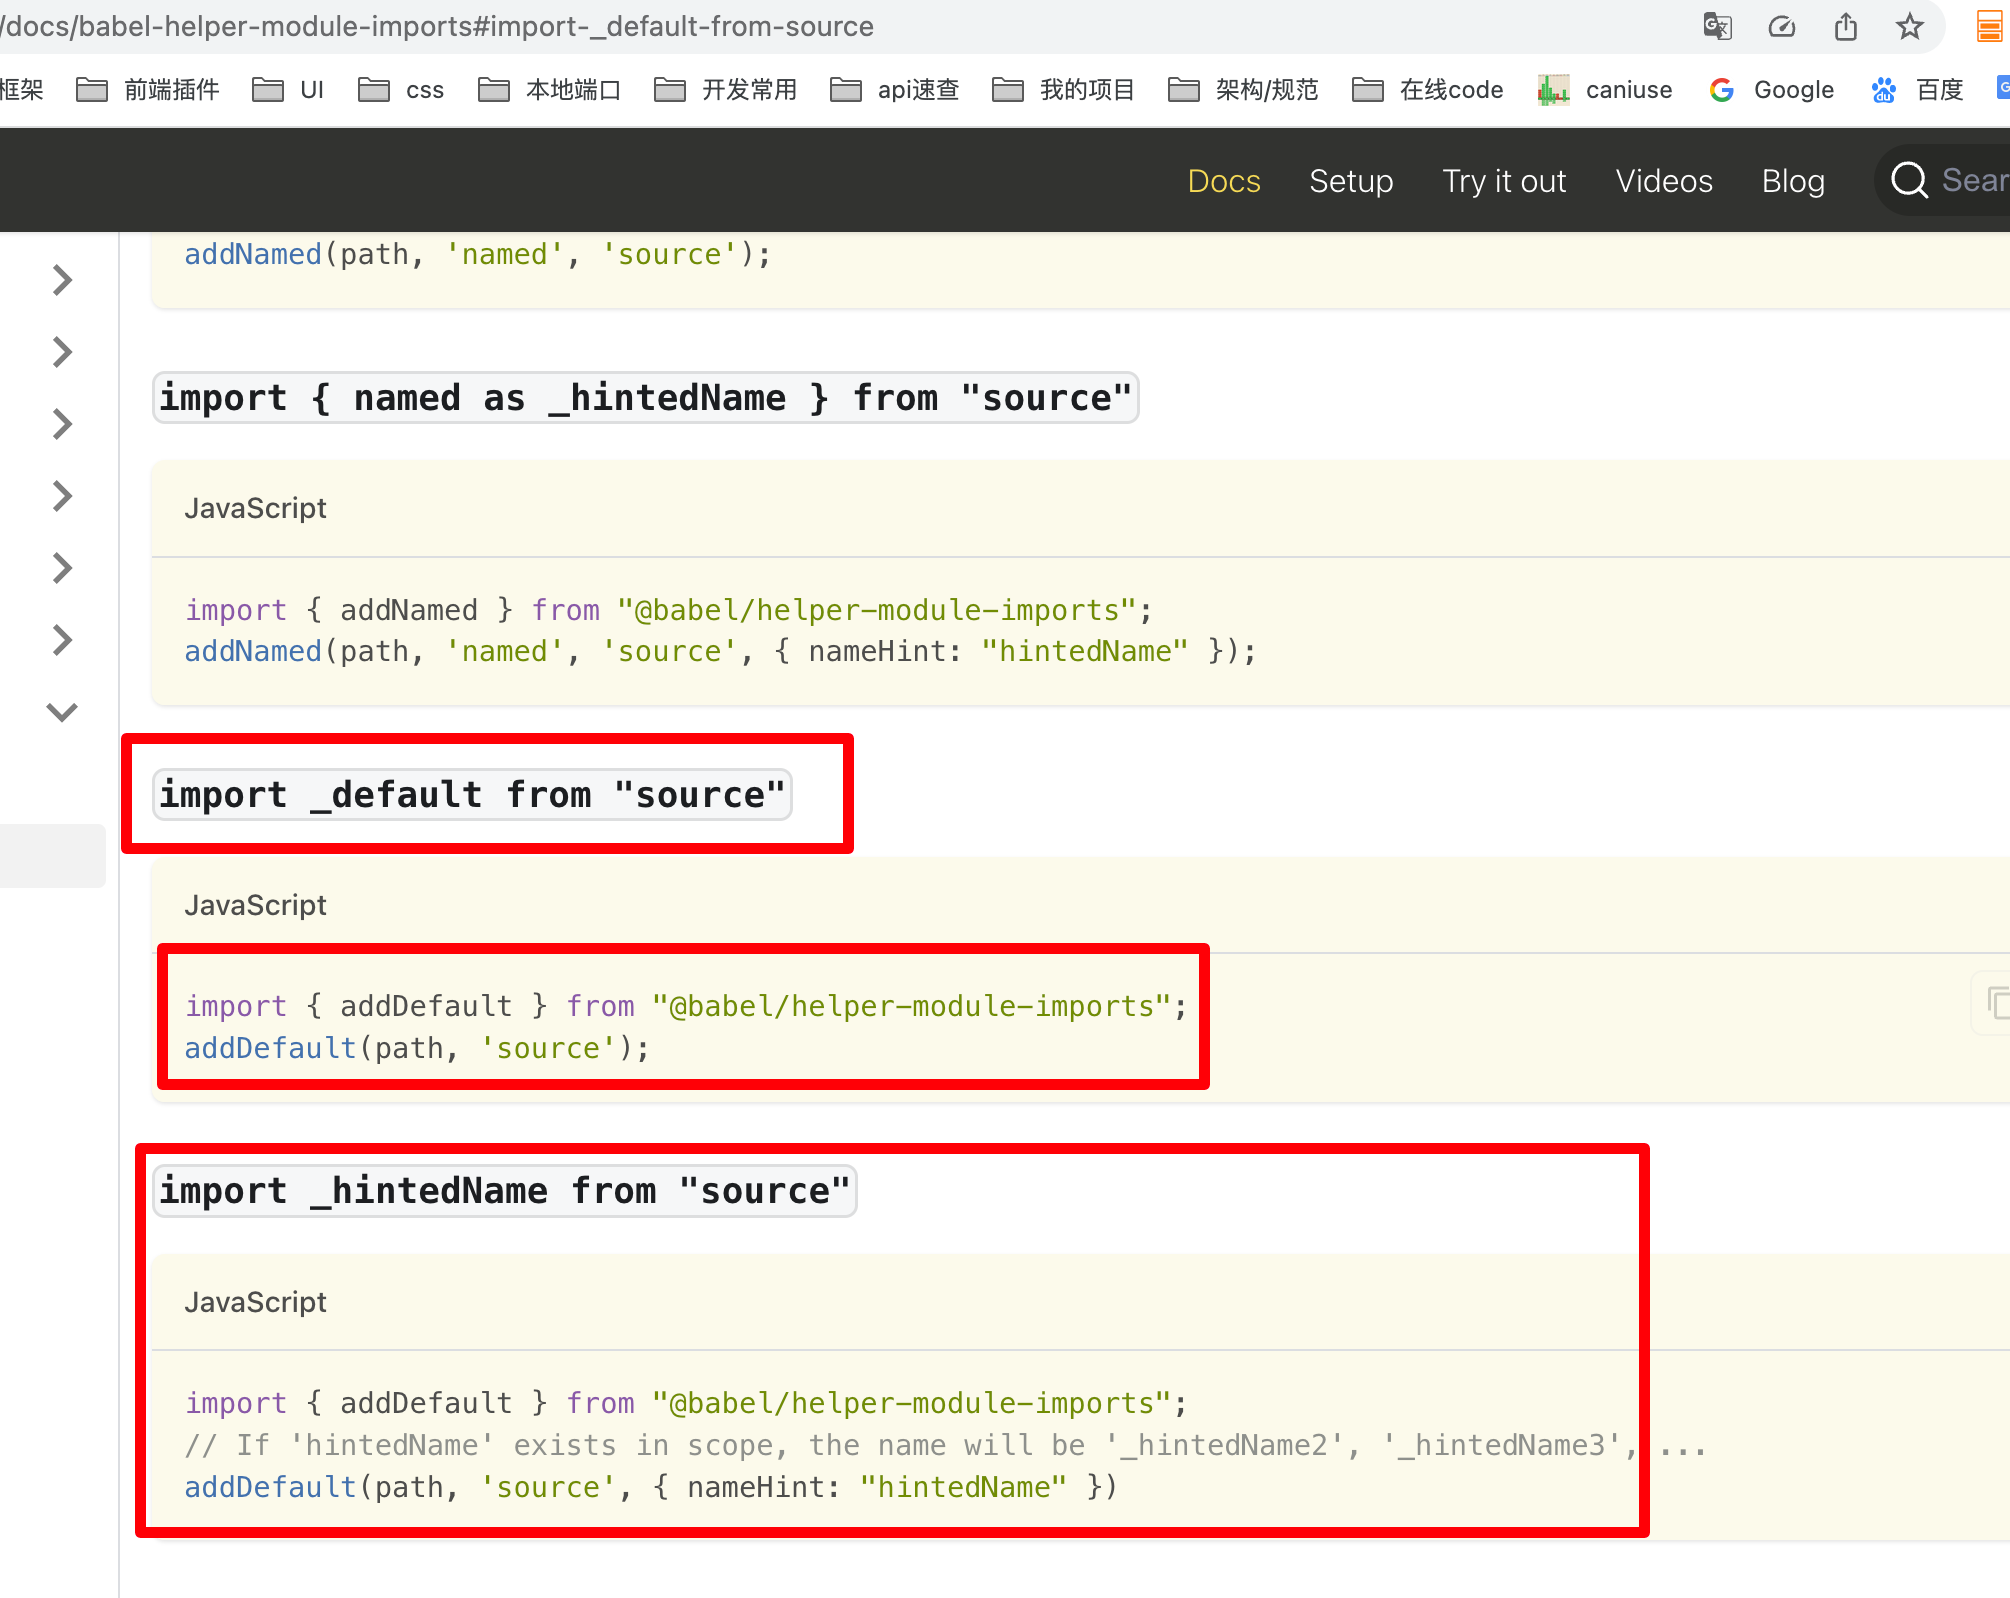 /docs/babel-helper-module-imports#import-_default-from-source
框架 前端插件 UI css 本地端口 开发常用 api速查 我的项目 架构/规范 在线code caniuse Google 百度
Docs Setup Try it out Videos Blog Sear
addNamed(path, 'named', 'source');
import { named as _hintedName } from "source"
JavaScript
import { addNamed } from "@babel/helper-module-imports";
addNamed(path, 'named', 'source', { nameHint: "hintedName" });
import _default from "source"
JavaScript
import { addDefault } from "@babel/helper-module-imports";
addDefault(path, 'source');
import _hintedName from "source"
JavaScript
import { addDefault } from "@babel/helper-module-imports";
// If 'hintedName' exists in scope, the name will be '_hintedName2', '_hintedName3', ...
addDefault(path, 'source', { nameHint: "hintedName" })